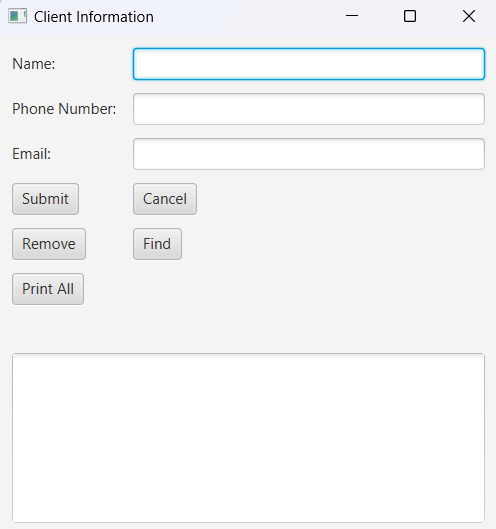 Client Information
Name:
Phone Number:
Email:
Submit Cancel
Remove Find
Print All